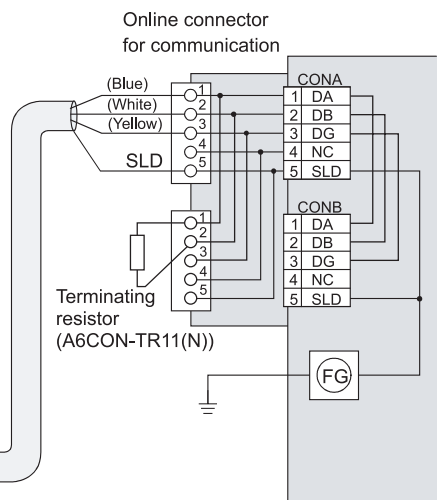 Online connector
for communication
(Blue)
(White)
(Yellow)
SLD
1
2
3
4
5
CONA
1 DA
2 DB
3 DG
4 NC
5 SLD
1
2
3
4
5
CONB
1 DA
2 DB
3 DG
4 NC
5 SLD
Terminating
resistor
(A6CON-TR11(N))
FG